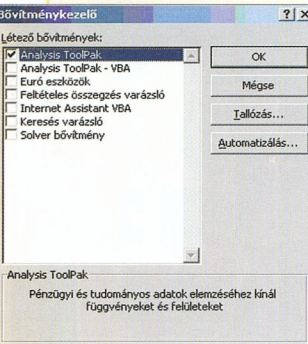 Bővítménykezelő
Létező bővítmények:
Analysis ToolPak
Analysis ToolPak - VBA
Euró eszközök
Feltételes összegzés varázsló
Internet Assistant VBA
Keresés varázsló
Solver bővítmény
OK
Mégse
Tallózás...
Automatizálás...
Analysis ToolPak
Pénzügyi és tudományos adatok elemzéséhez kínál
függvényeket és felületeket